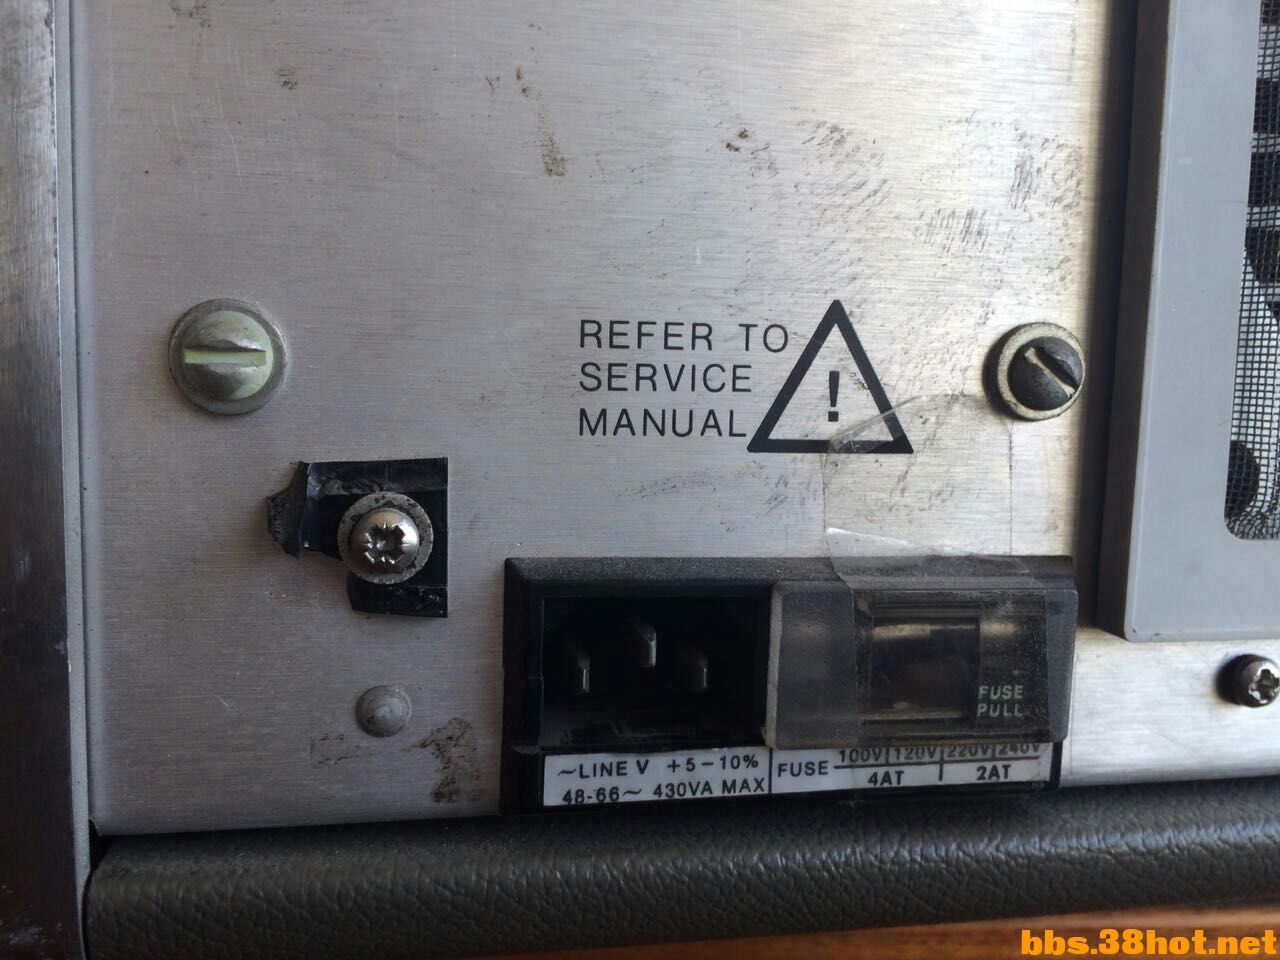 REFER TO
SERVICE
MANUAL
!
FUSE
PULL
~LINE V +5-10%
48-66~ 430VA MAX
FUSE 100V 120V 220V 240V
4AT 2AT
bbs.38hot.net